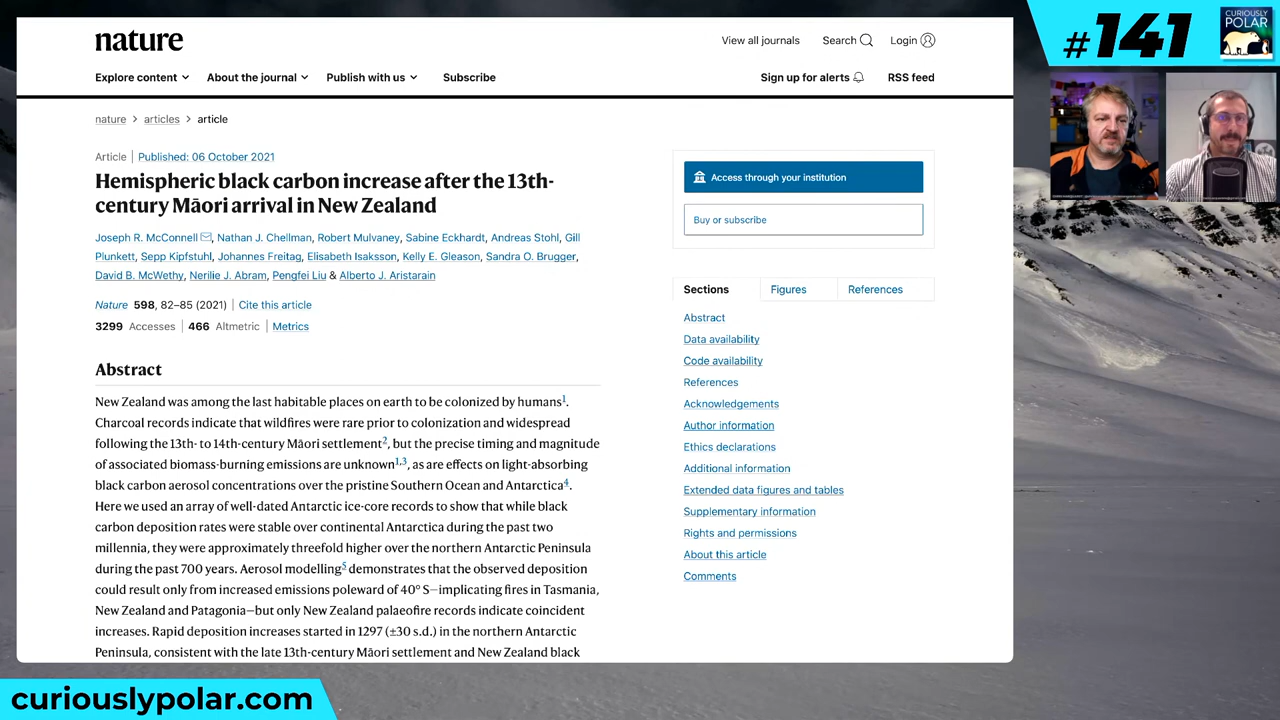 nature
View all journals
Search
Login
Explore content
About the journal
Publish with us
Subscribe
Sign up for alerts
RSS feed
nature > articles > article
Article | Published: 06 October 2021
Hemispheric black carbon increase after the 13th-
century Māori arrival in New Zealand
Joseph R. McConnell, Nathan J. Chellman, Robert Mulvaney, Sabine Eckhardt, Andreas Stohl, Gill
Plunkett, Sepp Kipfstuhl, Johannes Freitag, Elisabeth Isaksson, Kelly E. Gleason, Sandra O. Brugger,
David B. McWethy, Nerilie J. Abram, Pengfei Liu & Alberto J. Aristarain
Nature 598, 82–85 (2021) | Cite this article
3299 Accesses | 466 Altmetric | Metrics
Abstract
New Zealand was among the last habitable places on earth to be colonized by humans1.
Charcoal records indicate that wildfires were rare prior to colonization and widespread
following the 13th- to 14th-century Māori settlement2, but the precise timing and magnitude
of associated biomass-burning emissions are unknown1,3, as are effects on light-absorbing
black carbon aerosol concentrations over the pristine Southern Ocean and Antarctica4.
Here we used an array of well-dated Antarctic ice-core records to show that while black
carbon deposition rates were stable over continental Antarctica during the past two
millennia, they were approximately threefold higher over the northern Antarctic Peninsula
during the past 700 years. Aerosol modelling5 demonstrates that the observed deposition
could result only from increased emissions poleward of 40° S—implicating fires in Tasmania,
New Zealand and Patagonia—but only New Zealand palaeofire records indicate coincident
increases. Rapid deposition increases started in 1297 (±30 s.d.) in the northern Antarctic
Peninsula, consistent with the late 13th-century Māori settlement and New Zealand black
Access through your institution
Buy or subscribe
Sections
Figures
References
Abstract
Data availability
Code availability
References
Acknowledgements
Author information
Ethics declarations
Additional information
Extended data figures and tables
Supplementary information
Rights and permissions
About this article
Comments
#141
CURIOUSLY
POLAR
curiouslypolar.com